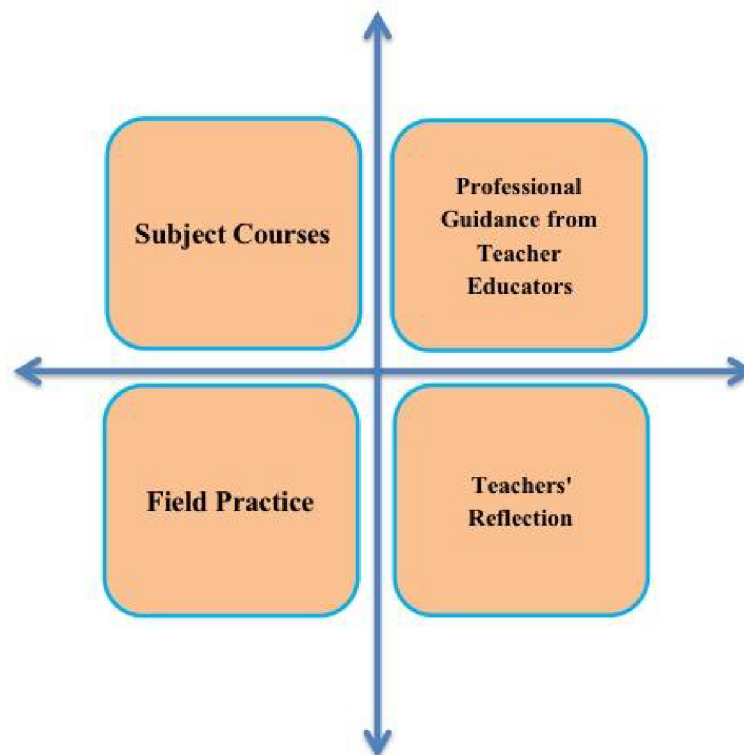 Subject Courses
Professional
Guidance from
Teacher
Educators
Field Practice
Teachers'
Reflection